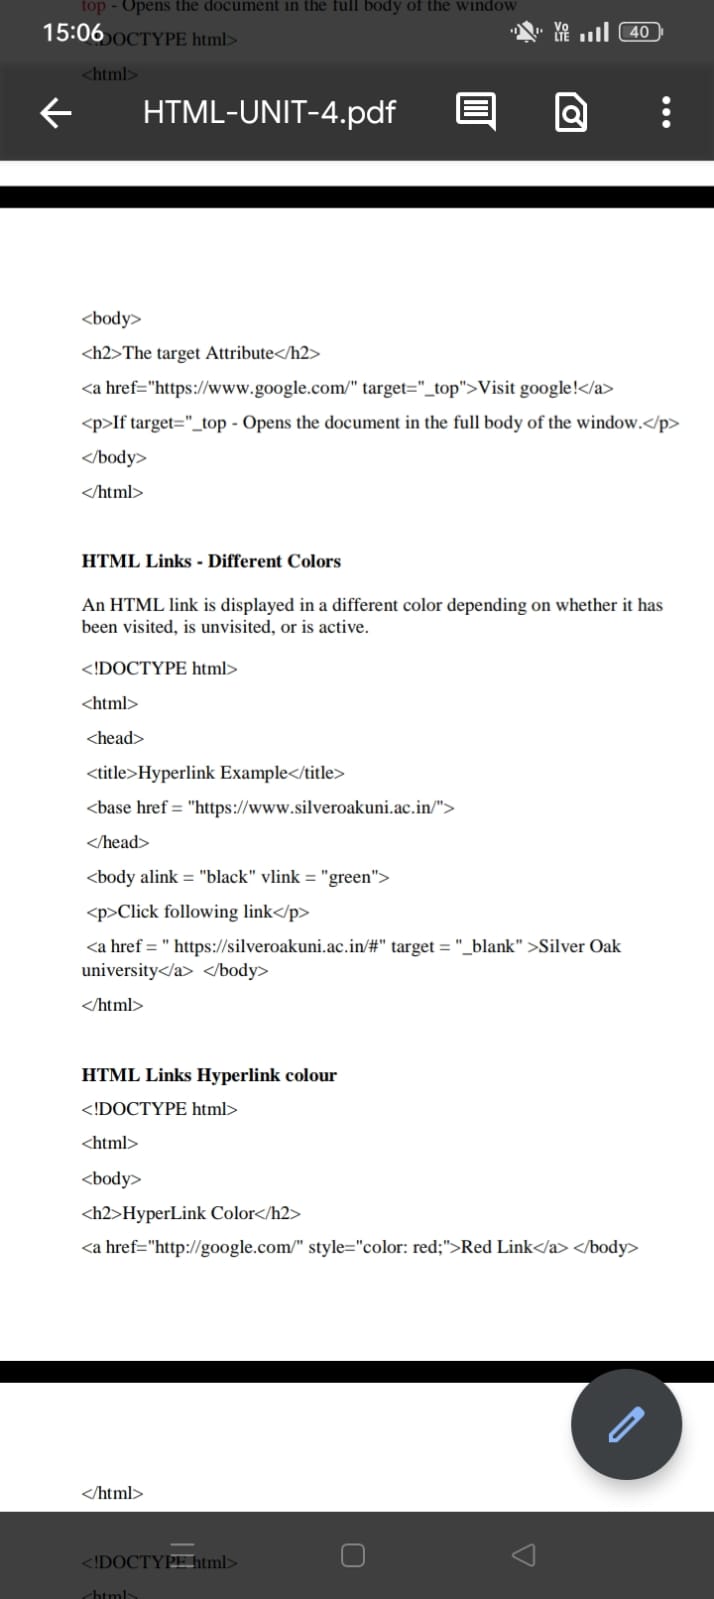 top - Opens the document in the full body of the window
15:06
DOCTYPE html>
Vo LTE
40
<html>
HTML-UNIT-4.pdf
<body>
<h2>The target Attribute</h2>
<a href="https://www.google.com/" target="_top">Visit google!</a>
<p>If target="_top - Opens the document in the full body of the window.</p>
</body>
</html>
HTML Links - Different Colors
An HTML link is displayed in a different color depending on whether it has
been visited, is unvisited, or is active.
<!DOCTYPE html>
<html>
<head>
<title>Hyperlink Example</title>
<base href = "https://www.silveroakuni.ac.in/">
</head>
<body alink = "black" vlink = "green">
<p>Click following link</p>
<a href = " https://silveroakuni.ac.in/#" target = "_blank" >Silver Oak
university</a> </body>
</html>
HTML Links Hyperlink colour
<!DOCTYPE html>
<html>
<body>
<h2>HyperLink Color</h2>
<a href="http://google.com/" style="color: red;">Red Link</a> </body>
</html>
<!DOCTYPE html>
<html>